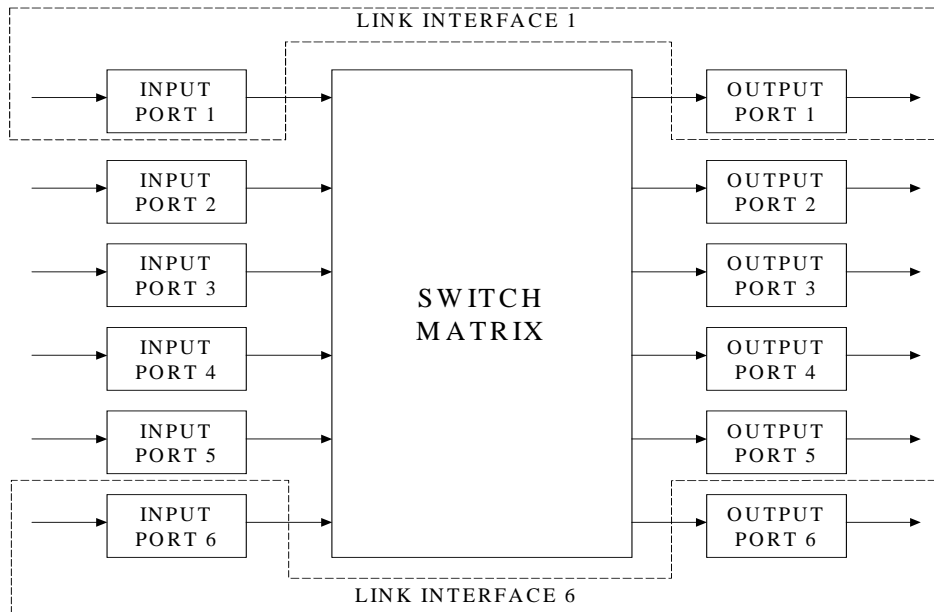 LINK INTERFACE 1
INPUT
PORT 1
OUTPUT
PORT 1
INPUT
PORT 2
OUTPUT
PORT 2
INPUT
PORT 3
OUTPUT
PORT 3
SWITCH
MATRIX
INPUT
PORT 4
OUTPUT
PORT 4
INPUT
PORT 5
OUTPUT
PORT 5
INPUT
PORT 6
OUTPUT
PORT 6
LINK INTERFACE 6